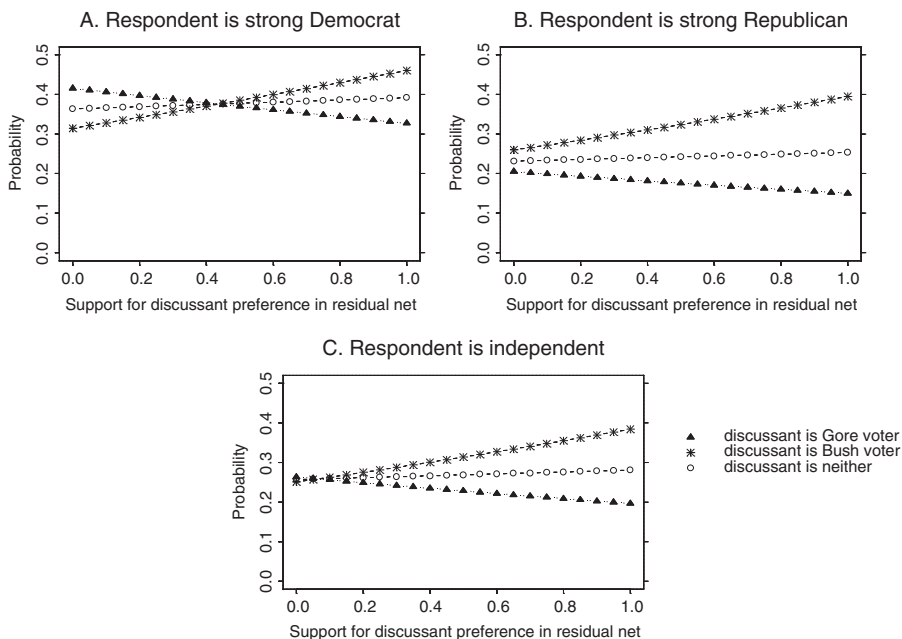 A. Respondent is strong Democrat
Probability
0.0 0.1 0.2 0.3 0.4 0.5
0.0 0.2 0.4 0.6 0.8 1.0
Support for discussant preference in residual net
B. Respondent is strong Republican
Probability
0.0 0.1 0.2 0.3 0.4 0.5
0.0 0.2 0.4 0.6 0.8 1.0
Support for discussant preference in residual net
C. Respondent is independent
Probability
0.0 0.1 0.2 0.3 0.4 0.5
0.0 0.2 0.4 0.6 0.8 1.0
Support for discussant preference in residual net
discussant is Gore voter
discussant is Bush voter
discussant is neither